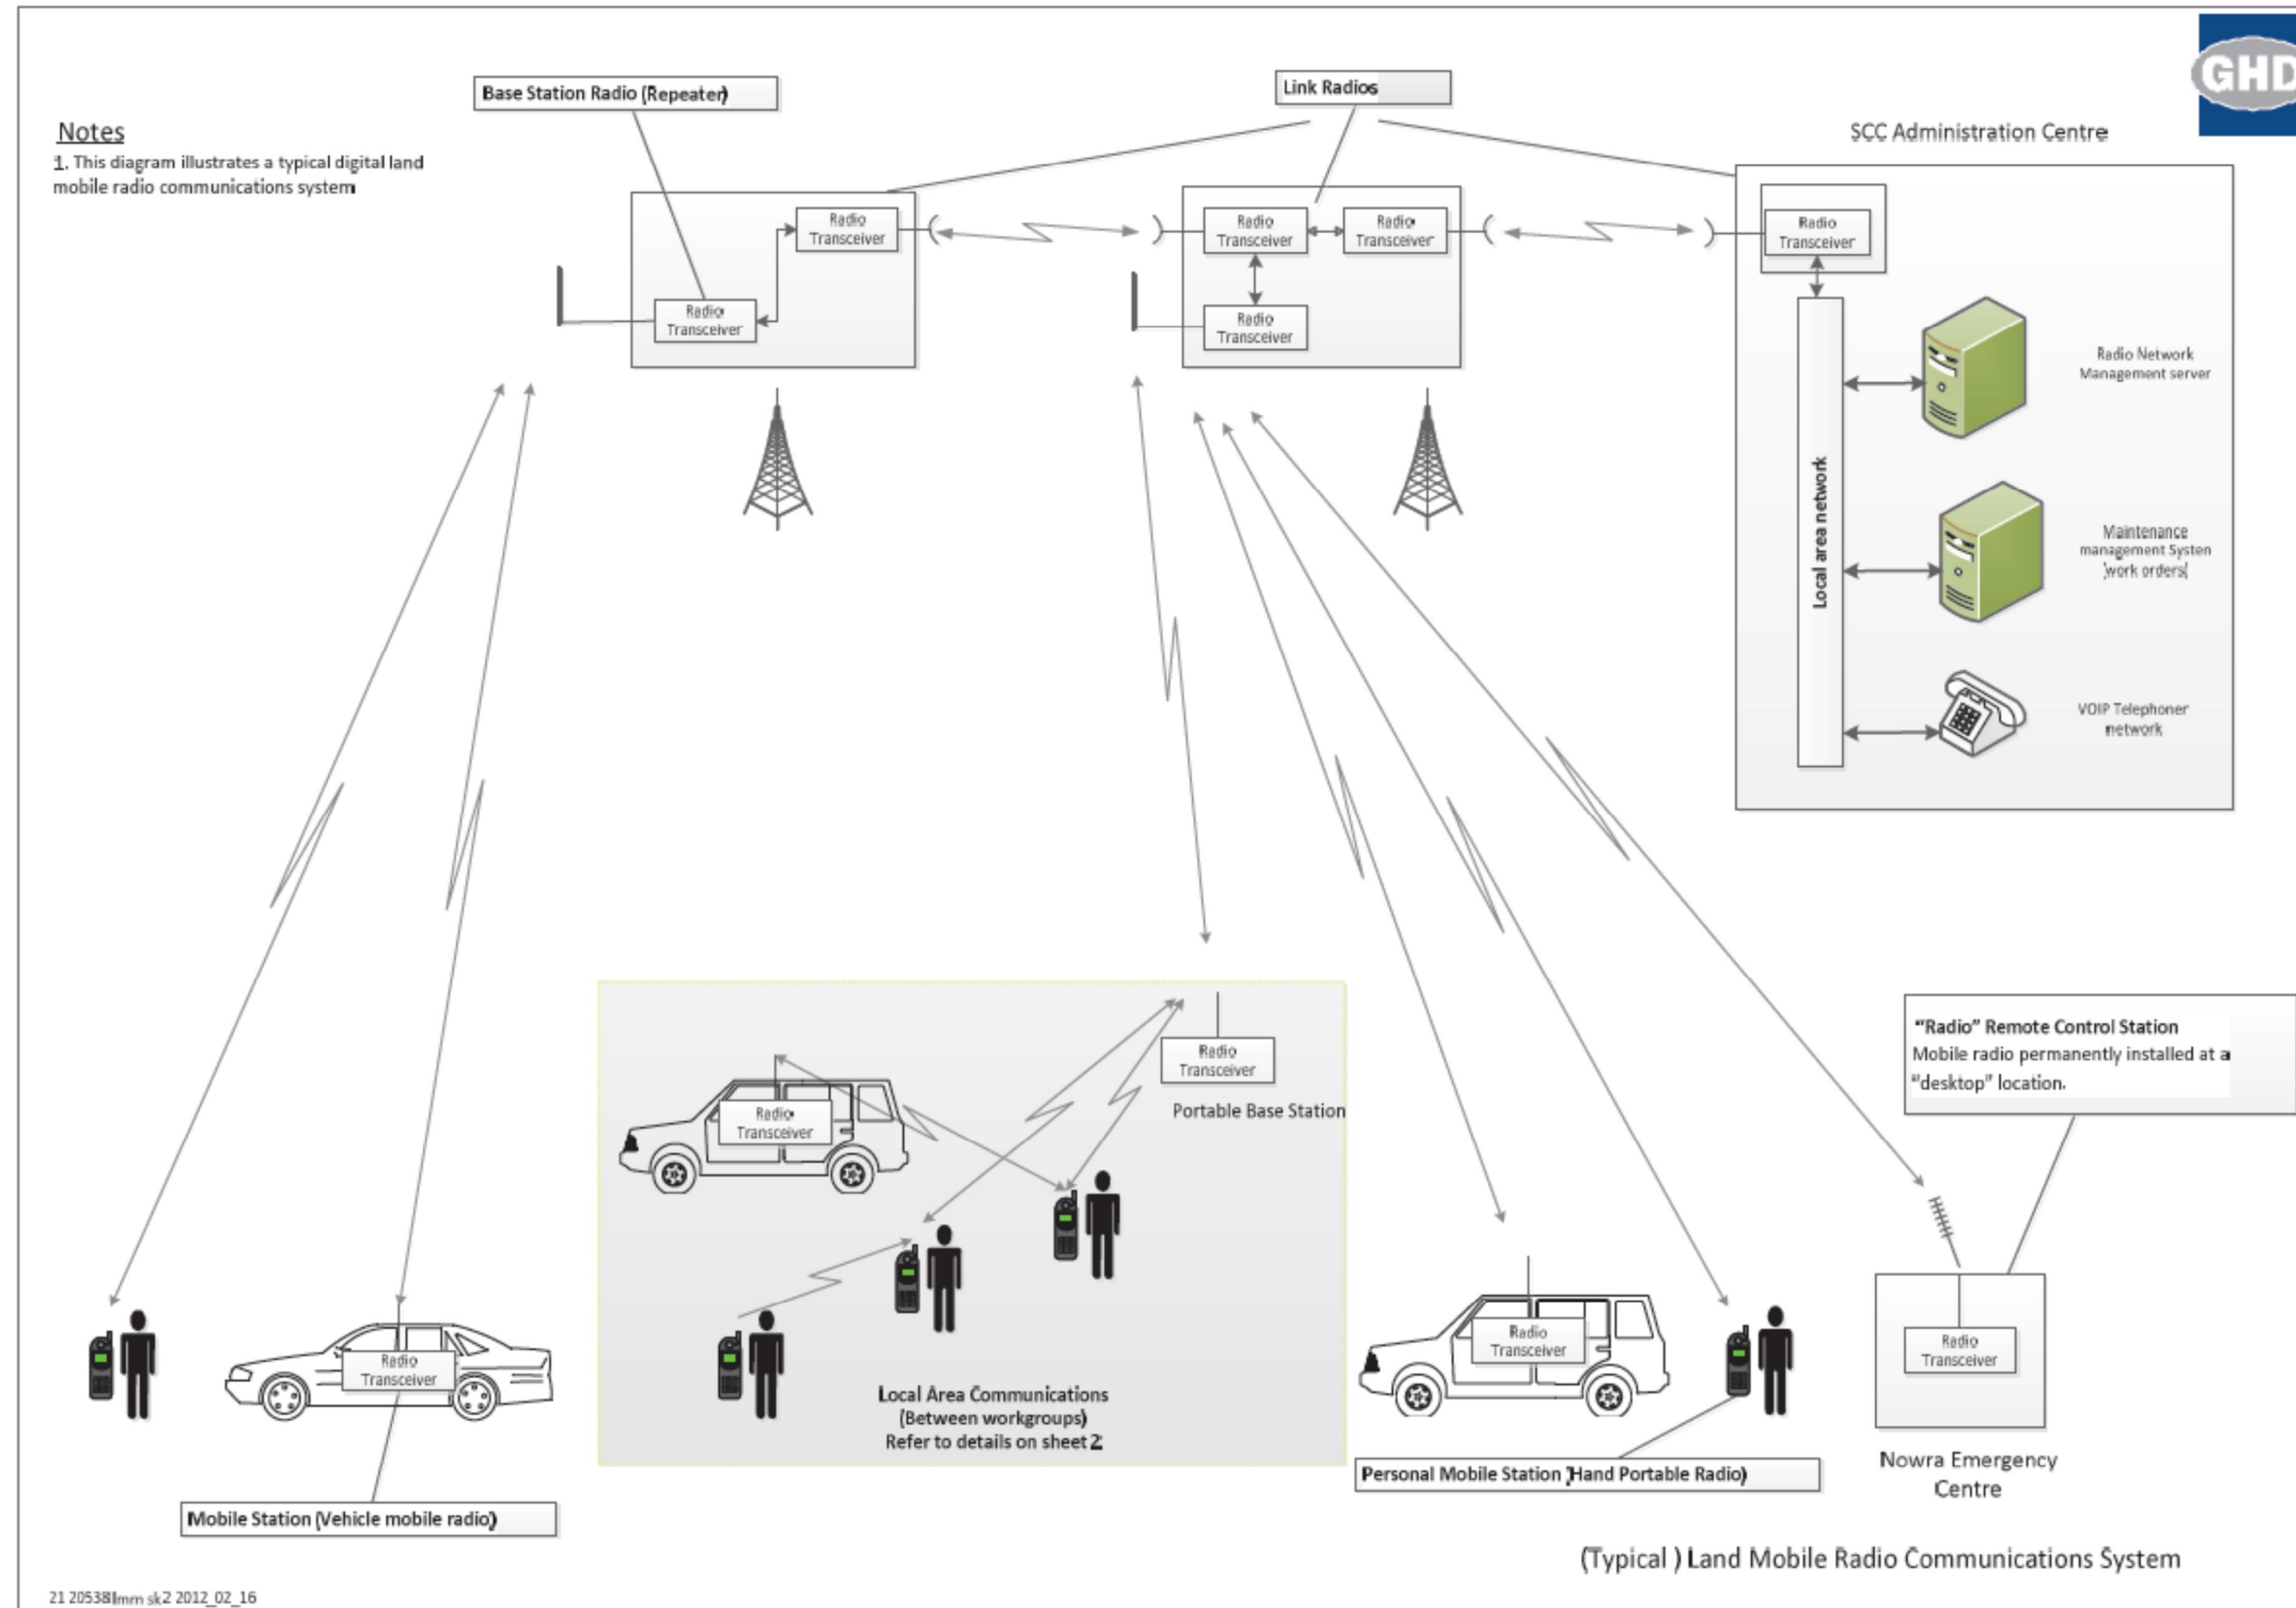 GHD
Base Station Radio (Repeater)
Link Radios
Notes
1. This diagram illustrates a typical digital land
mobile radio communications system
SCC Administration Centre
Radio
Transceiver
Radio
Transceiver
Radio
Transceiver
Radio
Transceiver
Radio
Transceiver
Radio
Transceiver
Local area network
Radio Network
Management server
Maintenance
management System
(work orders)
VOIP Telephoner
network
Radio
Transceiver
Portable Base Station
Radio
Transceiver
"Radio" Remote Control Station
Mobile radio permanently installed at a
"desktop" location.
Radio
Transceiver
Radio
Transceiver
Radio
Transceiver
Local Area Communications
(Between workgroups)
Refer to details on sheet 2
Personal Mobile Station (Hand Portable Radio)
Nowra Emergency
Centre
Mobile Station (Vehicle mobile radio)
(Typical ) Land Mobile Radio Communications System
21 20538 lmrn sk2 2012_02_16